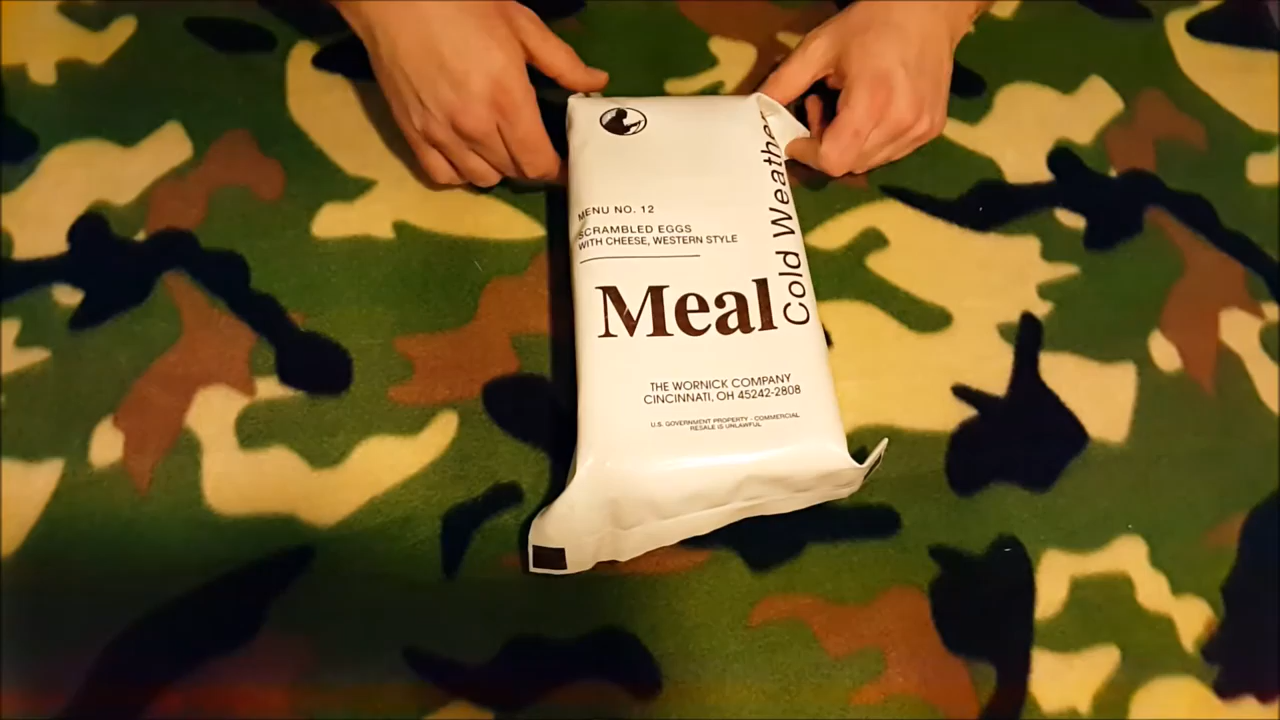 MENU NO. 12
SCRAMBLED EGGS
WITH CHEESE, WESTERN STYLE
Meal
Cold Weather
THE WORNICK COMPANY
CINCINNATI, OH 45242-2808
U.S. GOVERNMENT PROPERTY - COMMERCIAL
RESALE IS UNLAWFUL